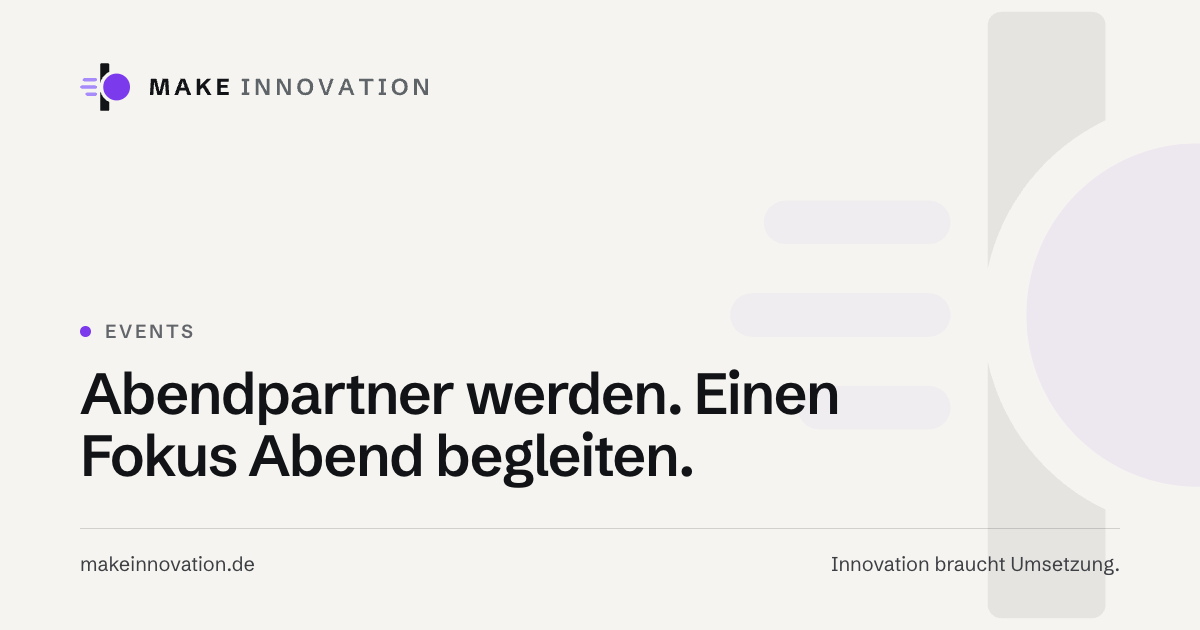 MAKE INNOVATION
EVENTS
Abendpartner werden. Einen
Fokus Abend begleiten.
makeinnovation.de
Innovation braucht Umsetzung.